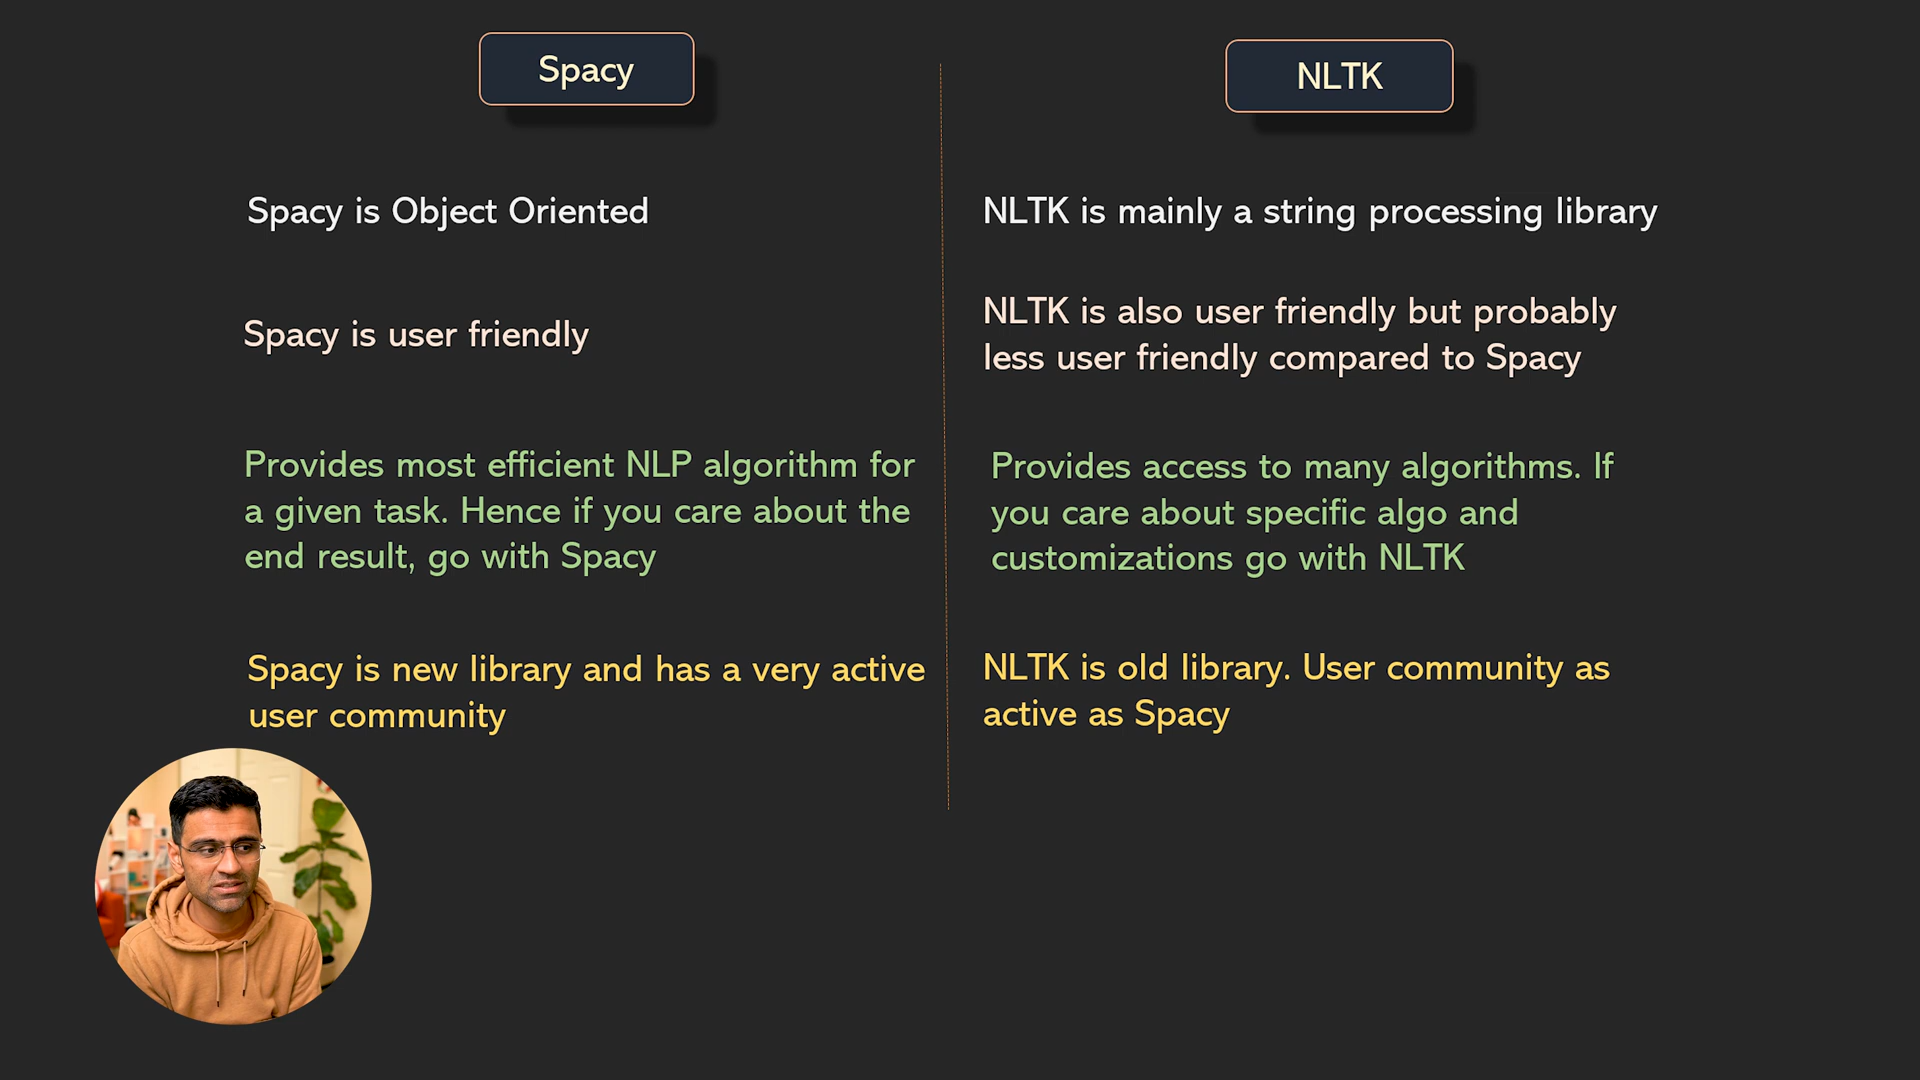 Spacy
NLTK
Spacy is Object Oriented
NLTK is mainly a string processing library
Spacy is user friendly
NLTK is also user friendly but probably
less user friendly compared to Spacy
Provides most efficient NLP algorithm for
a given task. Hence if you care about the
end result, go with Spacy
Provides access to many algorithms. If
you care about specific algo and
customizations go with NLTK
Spacy is new library and has a very active
user community
NLTK is old library. User community as
active as Spacy